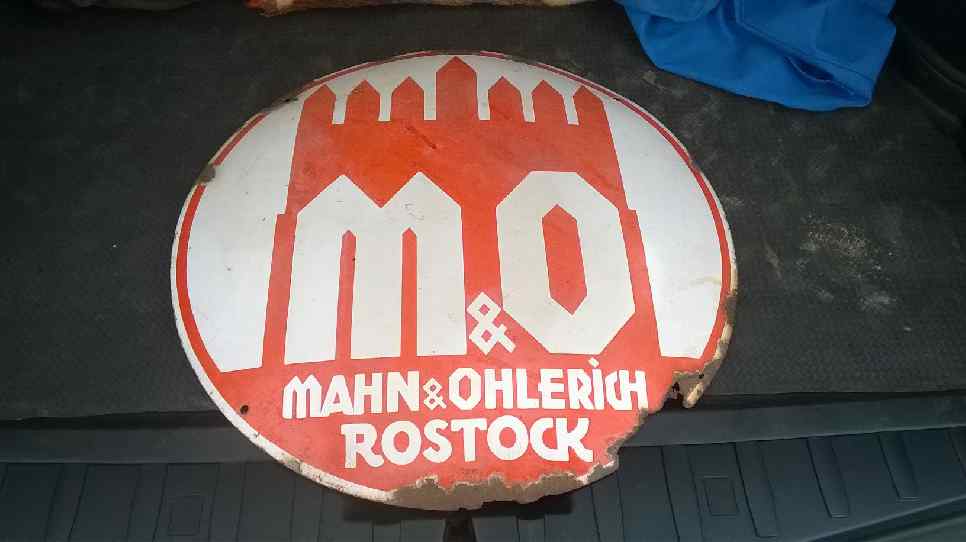 M&O
MAHN & OHLERICH
ROSTOCK